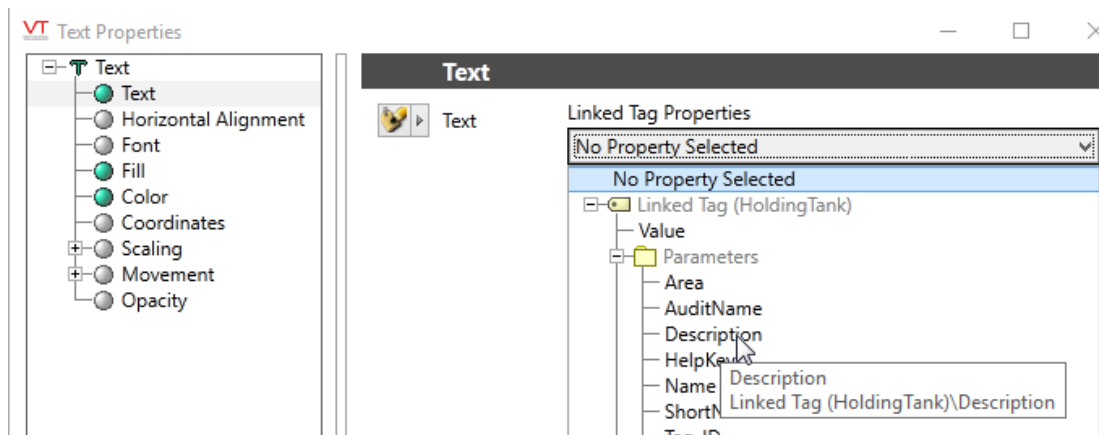 VT Text Properties
Text
Text
Horizontal Alignment
Font
Fill
Color
Coordinates
Scaling
Movement
Opacity
Text
Text
Linked Tag Properties
No Property Selected
No Property Selected
Linked Tag (HoldingTank)
Value
Parameters
Area
AuditName
Description
HelpKey
Name
Description
Linked Tag (HoldingTank)\Description